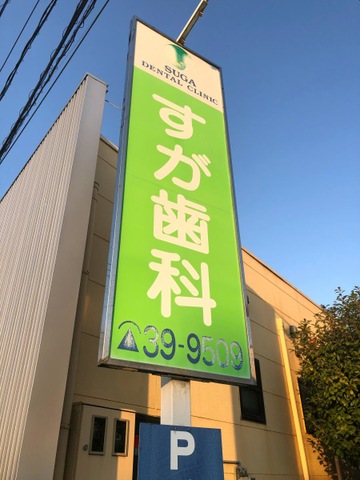 SUGA
DENTAL CLINIC
すが歯科
39-9509
P